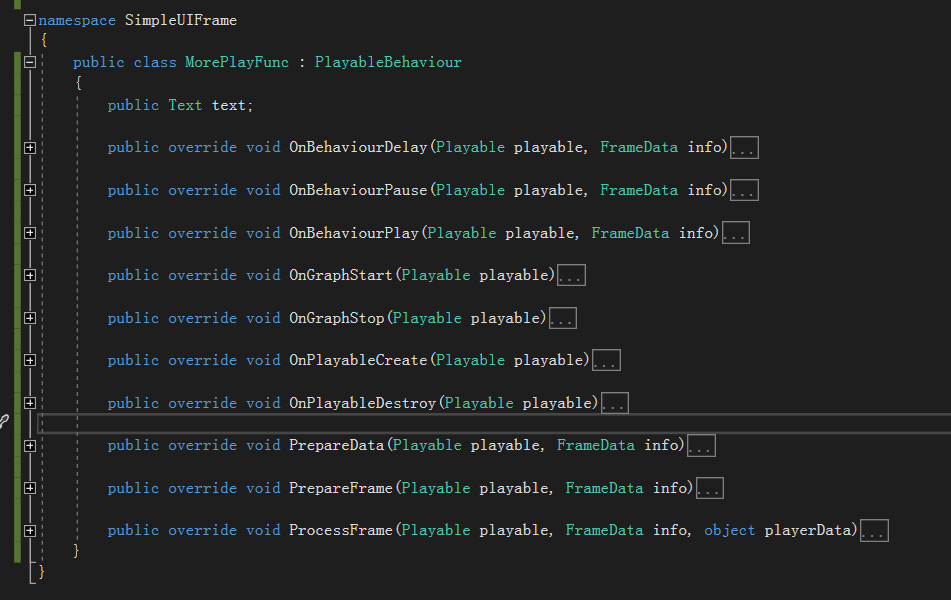 namespace SimpleUIFrame
{
public class MorePlayFunc : PlayableBehaviour
{
public Text text;
public override void OnBehaviourDelay(Playable playable, FrameData info)...
public override void OnBehaviourPause(Playable playable, FrameData info)...
public override void OnBehaviourPlay(Playable playable, FrameData info)...
public override void OnGraphStart(Playable playable)...
public override void OnGraphStop(Playable playable)...
public override void OnPlayableCreate(Playable playable)...
public override void OnPlayableDestroy(Playable playable)...
public override void PrepareData(Playable playable, FrameData info)...
public override void PrepareFrame(Playable playable, FrameData info)...
public override void ProcessFrame(Playable playable, FrameData info, object playerData)...
}
}